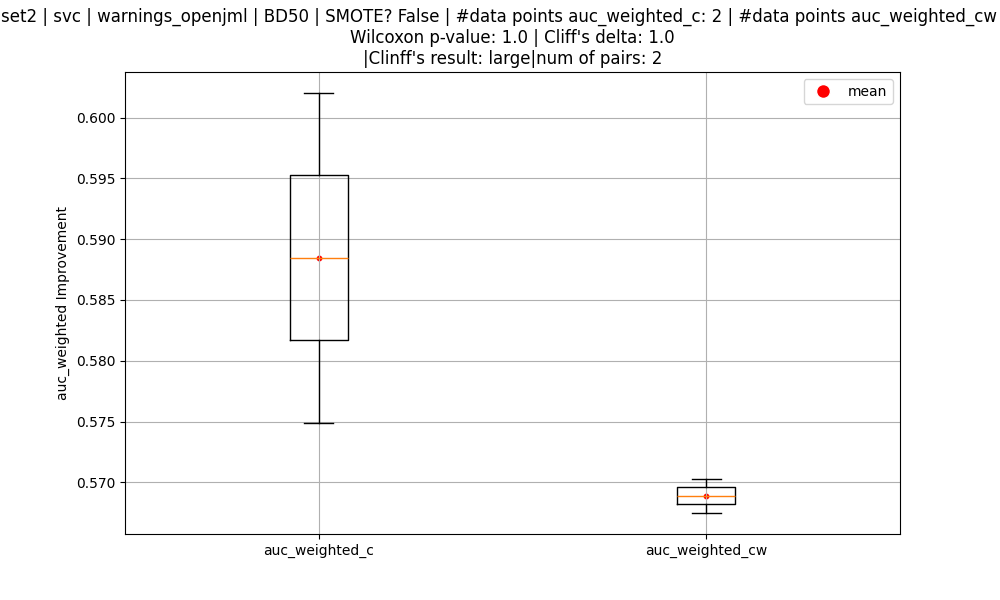 set2 | svc | warnings_openjml | BD50 | SMOTE? False | #data points auc_weighted_c: 2 | #data points auc_weighted_cw
Wilcoxon p-value: 1.0 | Cliff's delta: 1.0
|Clinff's result: large|num of pairs: 2
mean
0.600
0.595
0.590
0.585
0.580
0.575
0.570
auc_weighted Improvement
auc_weighted_c
auc_weighted_cw